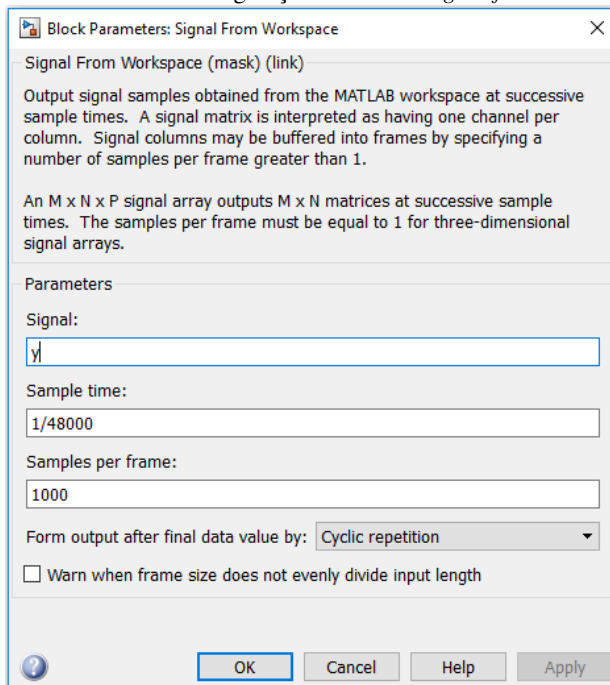 Block Parameters: Signal From Workspace
Signal From Workspace (mask) (link)
Output signal samples obtained from the MATLAB workspace at successive
sample times. A signal matrix is interpreted as having one channel per
column. Signal columns may be buffered into frames by specifying a
number of samples per frame greater than 1.
An M x N x P signal array outputs M x N matrices at successive sample
times. The samples per frame must be equal to 1 for three-dimensional
signal arrays.
Parameters
Signal:
y
Sample time:
1/48000
Samples per frame:
1000
Form output after final data value by: Cyclic repetition
Warn when frame size does not evenly divide input length
OK Cancel Help Apply